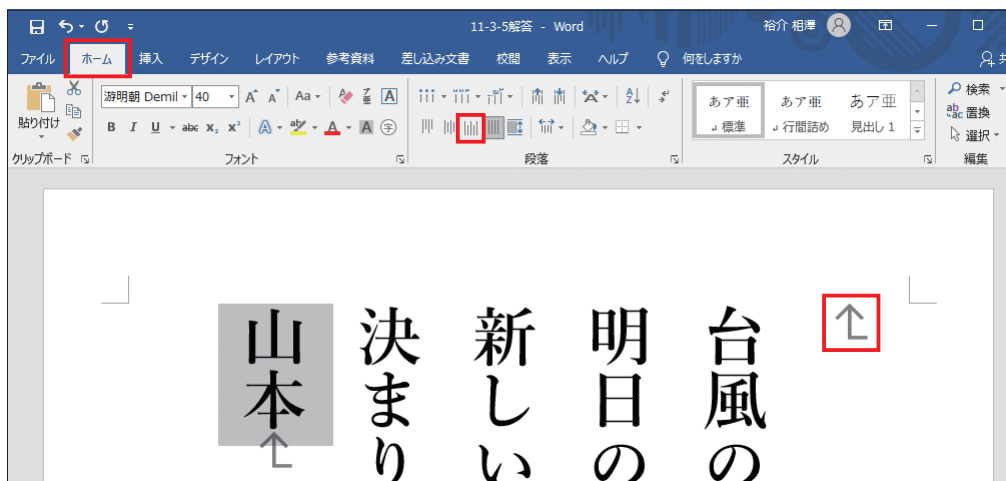 11-3-5解答 - Word
裕介 相澤
ファイル ホーム 挿入 デザイン レイアウト 参考資料 差し込み文書 校閲 表示 ヘルプ 何をしますか
貼り付け
游明朝 Demil 40
Aa
A
B I U abc x₂ x² A aby A A 字
あア亜 あア亜 あア亜
標準 行間詰め 見出し 1
検索
置換
選択
クリップボード フォント 段落 スタイル 編集
台風の
明日の
新しい
決まり
山本